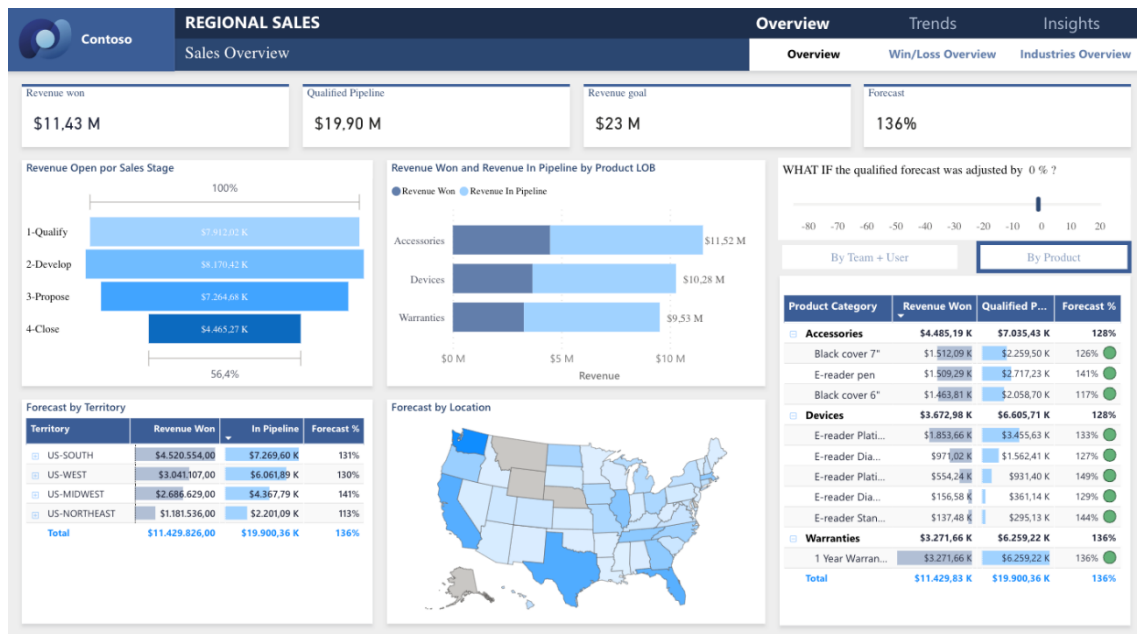 Contoso
REGIONAL SALES
Sales Overview
Overview Trends Insights
Overview Win/Loss Overview Industries Overview
Revenue won
$11,43 M
Qualified Pipeline
$19,90 M
Revenue goal
$23 M
Forecast
136%
Revenue Open por Sales Stage
100%
1-Qualify $7.912,02 K
2-Develop $8.170,42 K
3-Propose $7.264,68 K
4-Close $4.465,27 K
56,4%
Revenue Won and Revenue In Pipeline by Product LOB
Revenue Won Revenue In Pipeline
Accessories $11,52 M
Devices $10,28 M
Warranties $9,53 M
$0 M $5 M $10 M
Revenue
WHAT IF the qualified forecast was adjusted by 0 % ?
-80 -70 -60 -50 -40 -30 -20 -10 0 10 20
By Team + User By Product
Product Category Revenue Won Qualified P... Forecast %
Accessories $4.485,19 K $7.035,43 K 128%
Black cover 7" $1.512,09 K $2.259,50 K 126%
E-reader pen $1.509,29 K $2.717,23 K 141%
Black cover 6" $1.463,81 K $2.058,70 K 117%
Devices $3.672,98 K $6.605,71 K 128%
E-reader Plati... $1.853,66 K $3.455,63 K 133%
E-reader Dia... $971,02 K $1.562,41 K 127%
E-reader Plati... $554,24 K $931,40 K 149%
E-reader Dia... $156,58 K $361,14 K 129%
E-reader Stan... $137,48 K $295,13 K 144%
Warranties $3.271,66 K $6.259,22 K 136%
1 Year Warran... $3.271,66 K $6.259,22 K 136%
Total $11.429,83 K $19.900,36 K 136%
Forecast by Territory
Territory Revenue Won In Pipeline Forecast %
US-SOUTH $4.520.554,00 $7.269,60 K 131%
US-WEST $3.041.107,00 $6.061,89 K 130%
US-MIDWEST $2.686.629,00 $4.367,79 K 141%
US-NORTHEAST $1.181.536,00 $2.201,09 K 113%
Total $11.429.826,00 $19.900,36 K 136%
Forecast by Location